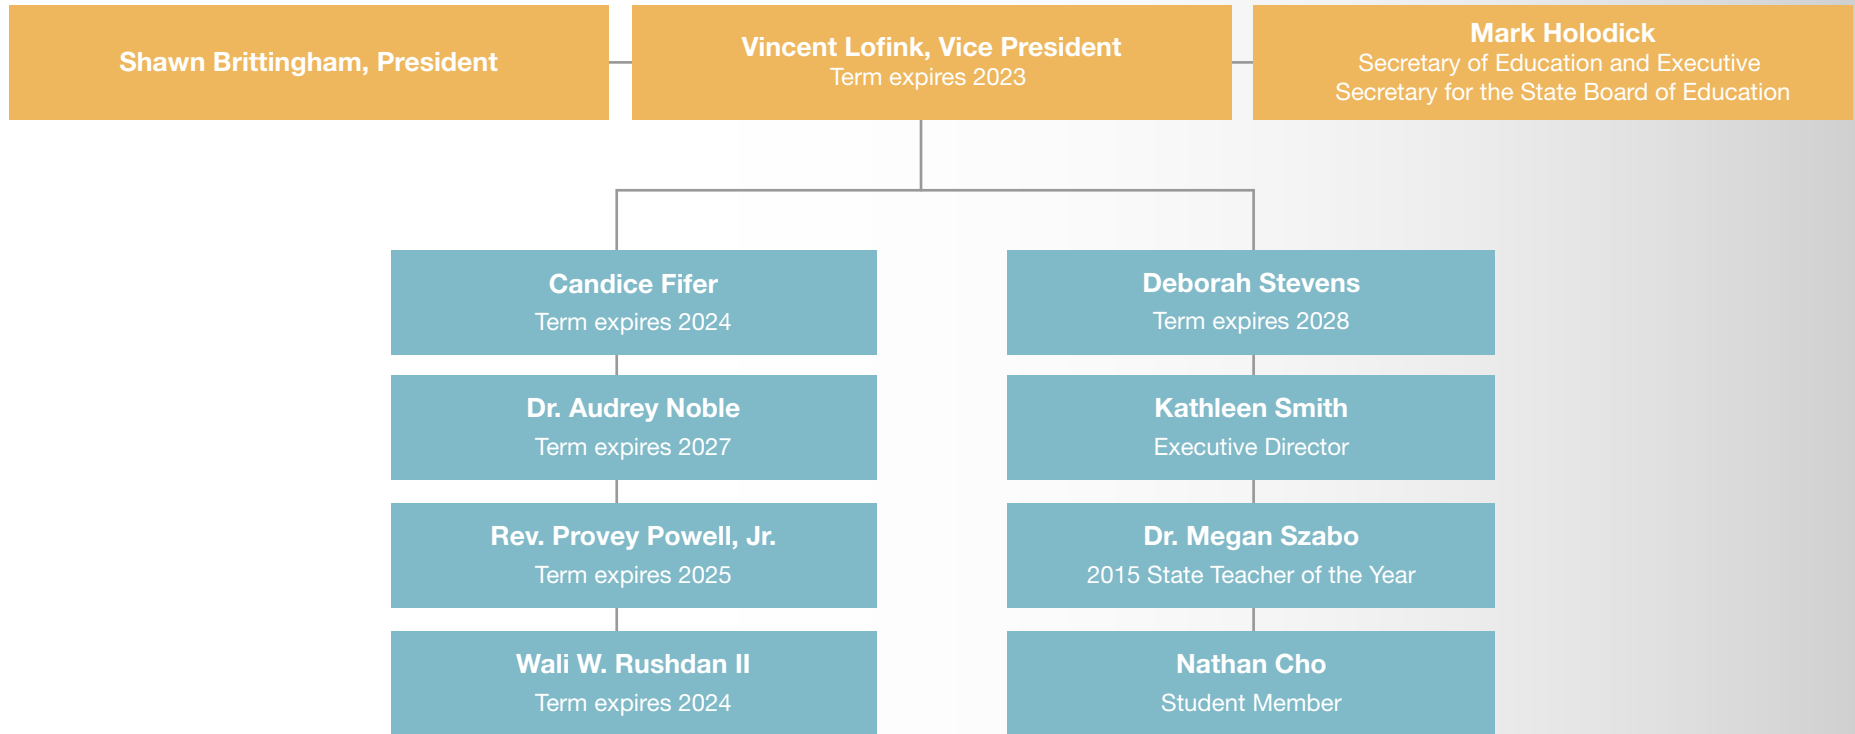 Shawn Brittingham, President
Vincent Lofink, Vice President
Term expires 2023
Mark Holodick
Secretary of Education and Executive
Secretary for the State Board of Education
Candice Fifer
Term expires 2024
Dr. Audrey Noble
Term expires 2027
Rev. Provey Powell, Jr.
Term expires 2025
Wali W. Rushdan II
Term expires 2024
Deborah Stevens
Term expires 2028
Kathleen Smith
Executive Director
Dr. Megan Szabo
2015 State Teacher of the Year
Nathan Cho
Student Member